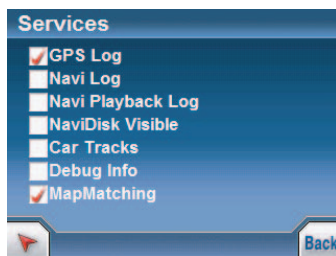 Services
GPS Log
Navi Log
Navi Playback Log
NaviDisk Visible
Car Tracks
Debug Info
MapMatching
Back